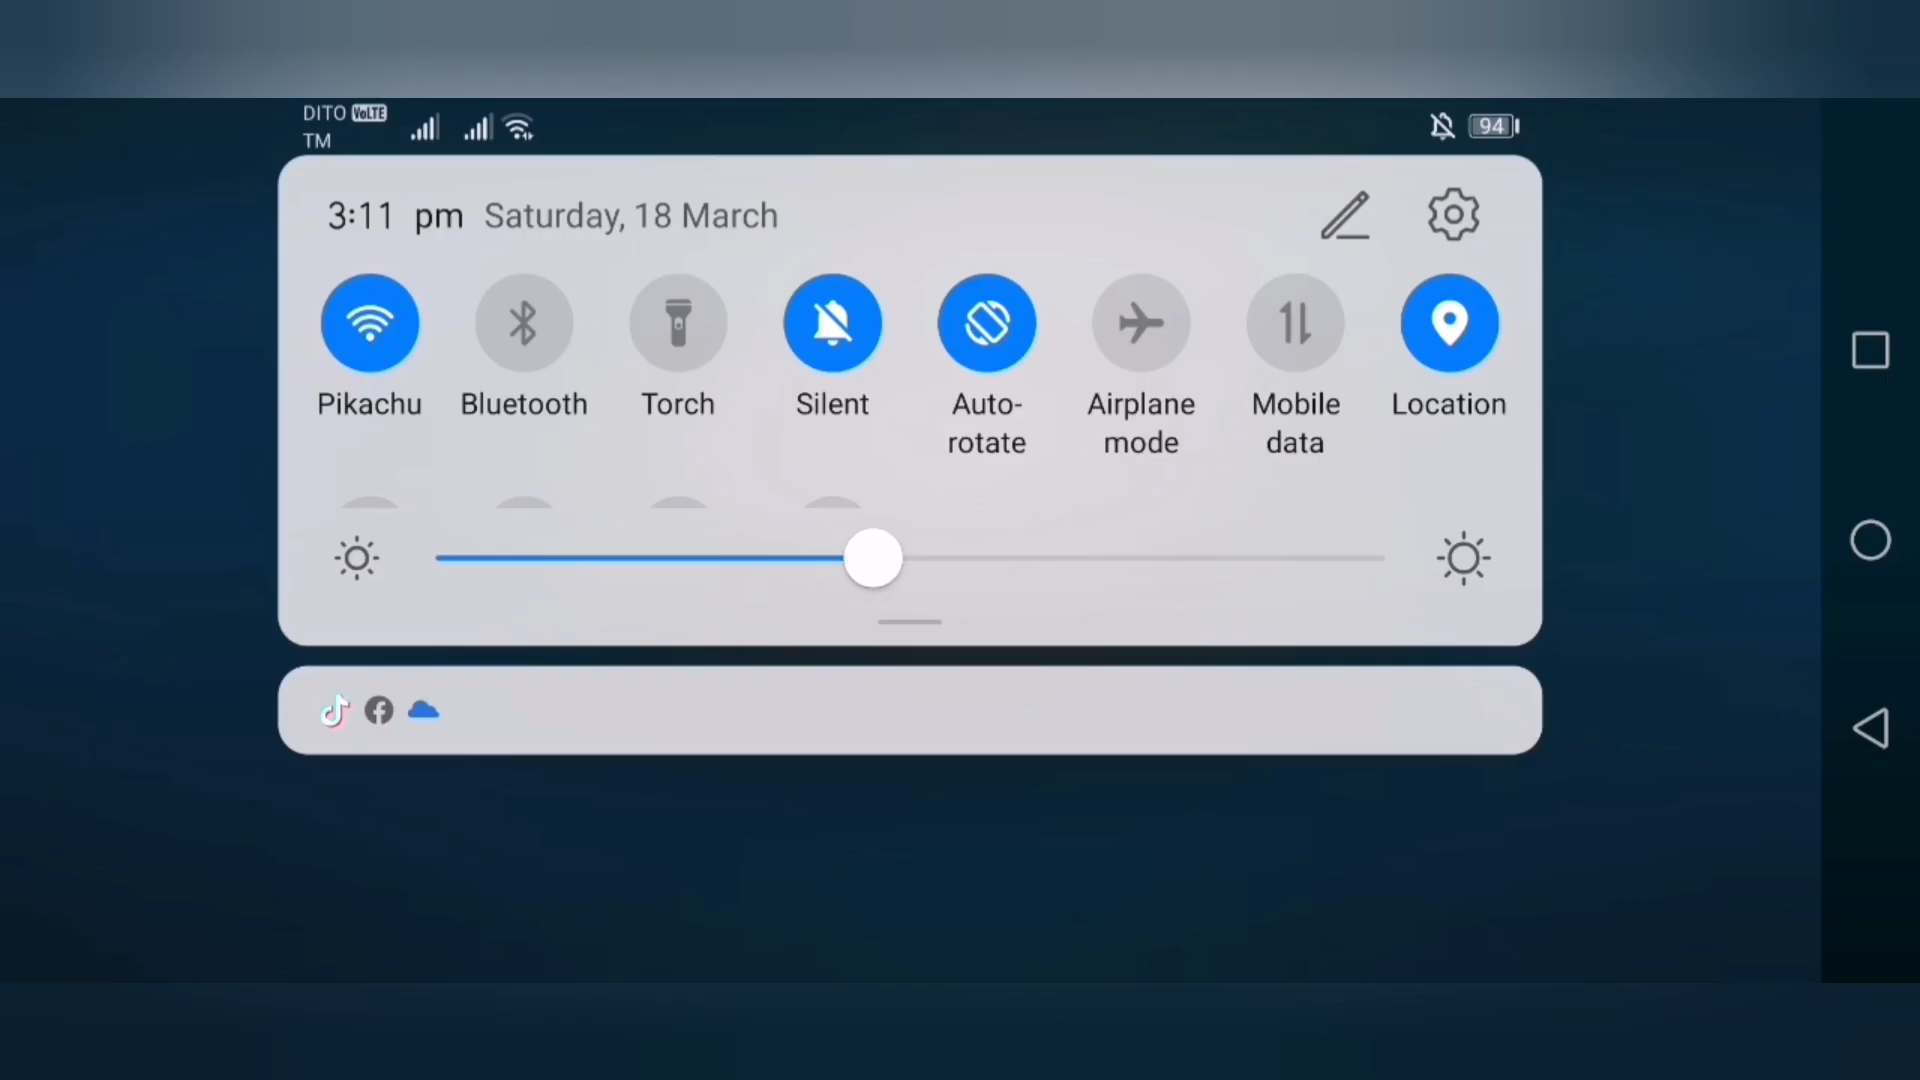 DITO VoLTE
TM
94
3:11 pm Saturday, 18 March
Pikachu
Bluetooth
Torch
Silent
Auto-
rotate
Airplane
mode
Mobile
data
Location